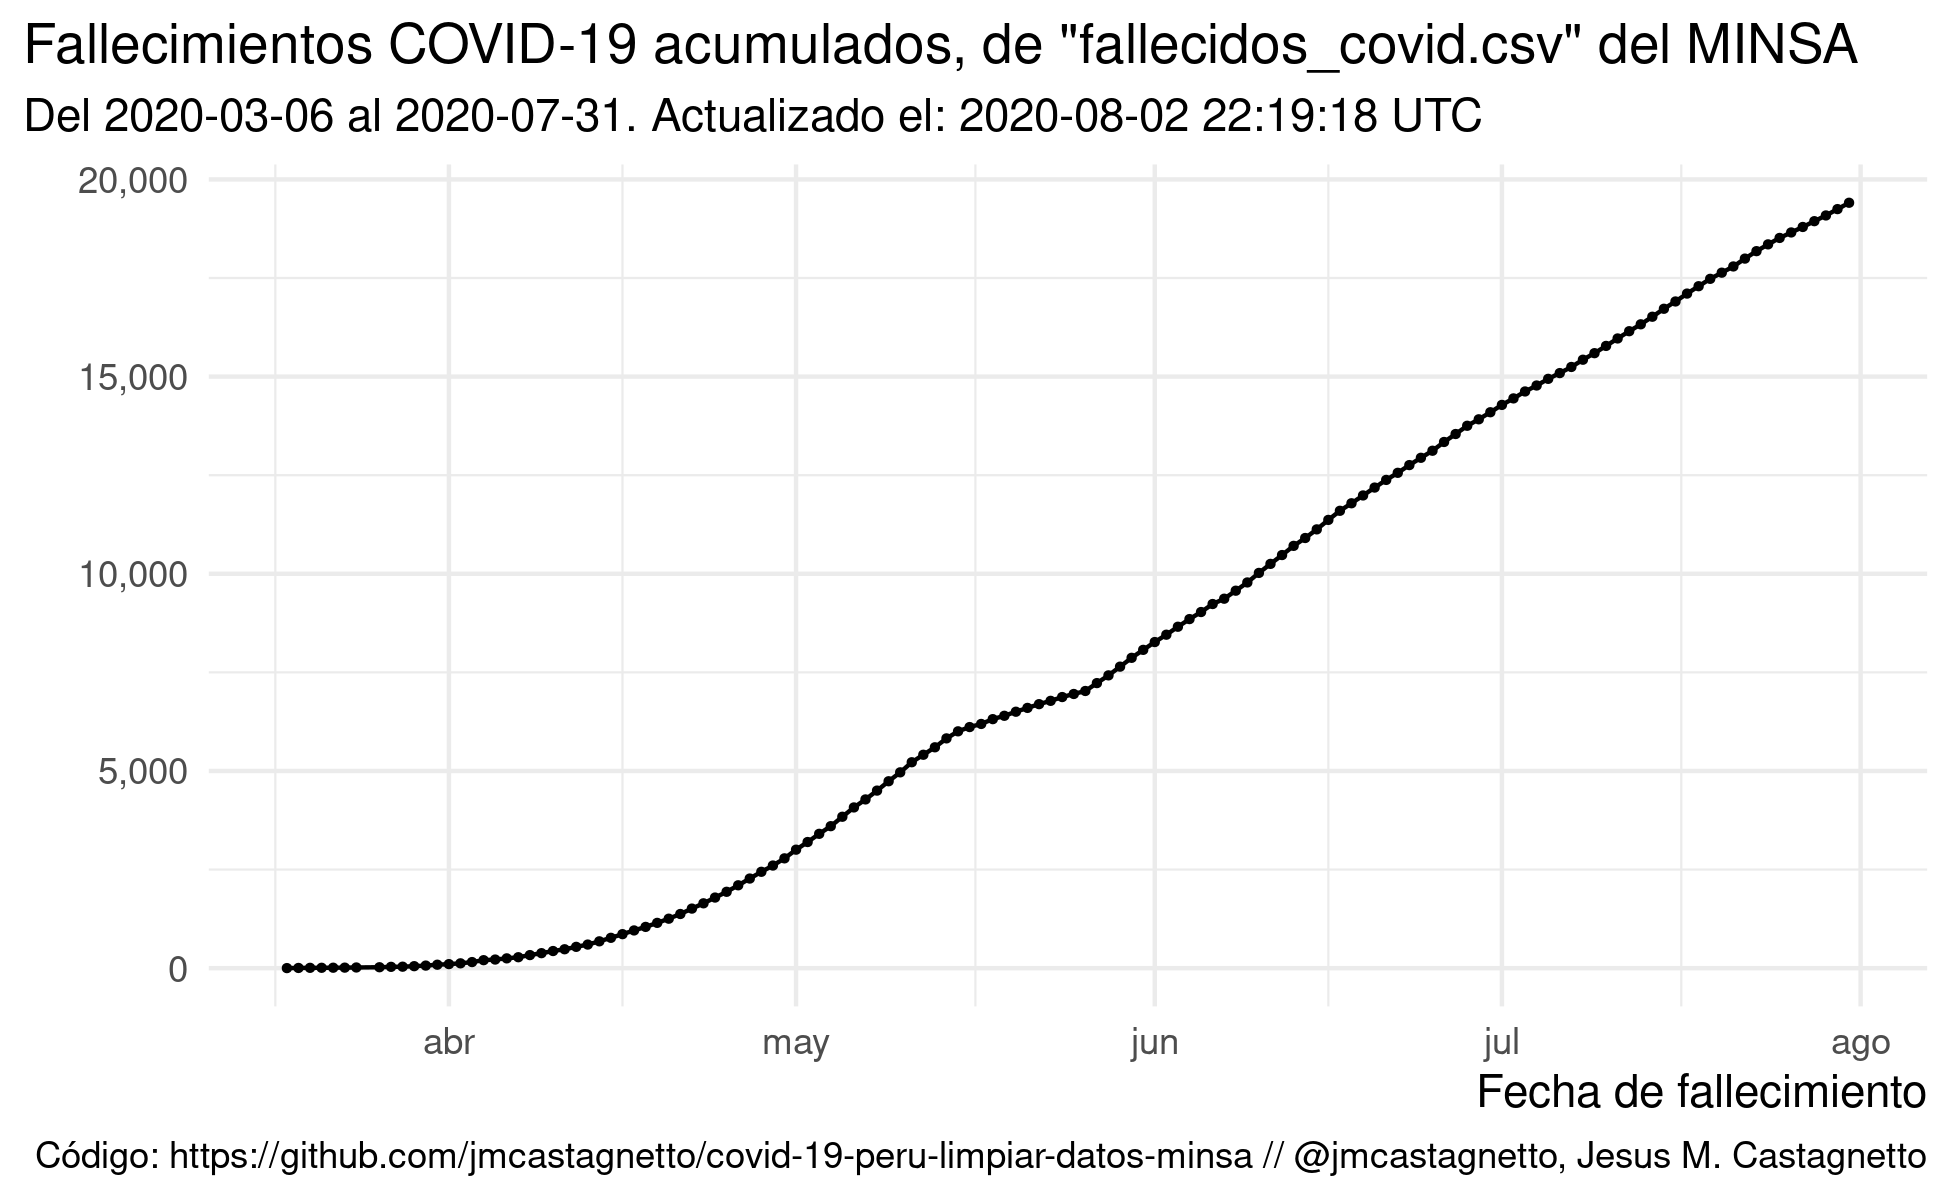 Fallecimientos COVID-19 acumulados, de "fallecidos_covid.csv" del MINSA
Del 2020-03-06 al 2020-07-31. Actualizado el: 2020-08-02 22:19:18 UTC
20,000
15,000
10,000
5,000
0
abr may jun jul ago
Fecha de fallecimiento
Código: https://github.com/jmcastagnetto/covid-19-peru-limpiar-datos-minsa // @jmcastagnetto, Jesus M. Castagnetto